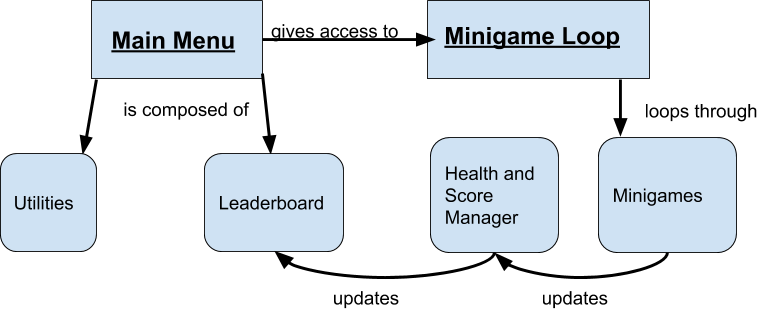 Main Menu
gives access to
Minigame Loop
is composed of
loops through
Utilities
Leaderboard
Health and
Score
Manager
Minigames
updates
updates